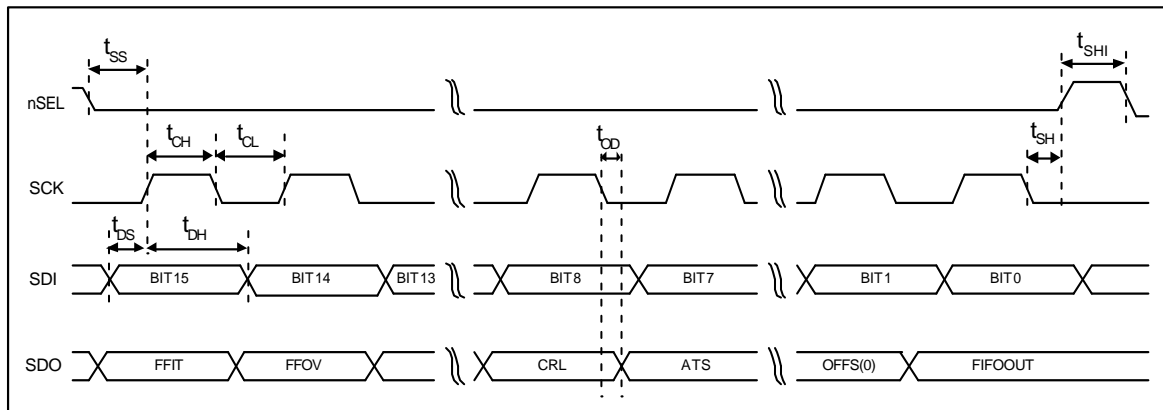 tSS
tSHI
nSEL
tCH
tCL
tOD
tSH
SCK
tDS
tDH
SDI
BIT15
BIT14
BIT13
BIT8
BIT7
BIT1
BIT0
SDO
FFIT
FFOV
CRL
ATS
OFFS(0)
FIFOOUT